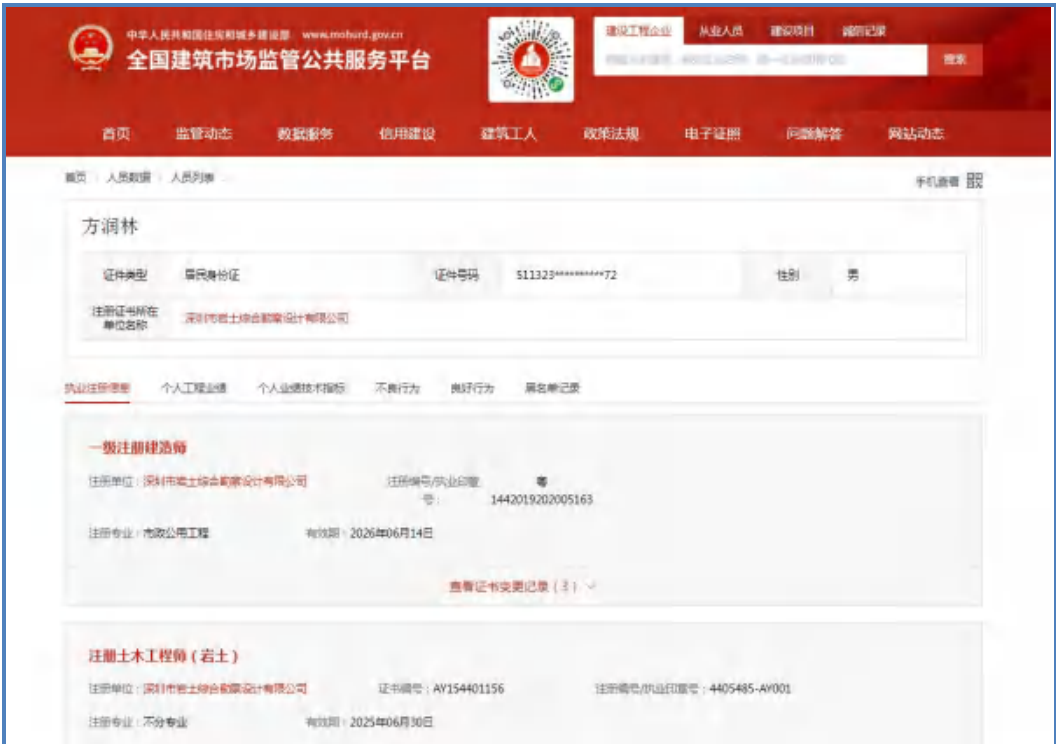 中华人民共和国住房和城乡建设部 www.mohurd.gov.cn
全国建筑市场监管公共服务平台
建设工程企业 从业人员 建设项目 诚信记录
搜索
首页 监管动态 数据服务 信用建设 建筑工人 政策法规 电子证照 问题解答 网站动态
首页 人员数据 人员列表
手机查看
方润林
证件类型 居民身份证 证件号码 511323**********72 性别 男
注册证书所在
单位名称 深圳市岩土综合勘察设计有限公司
执业注册信息 个人工程业绩 个人业绩技术指标 不良行为 良好行为 黑名单记录
一级注册建造师
注册单位：深圳市岩土综合勘察设计有限公司 注册编号/执业印章号： 粤1442019202005163
注册专业：市政公用工程 有效期：2026年06月14日
查看证书变更记录（3）
注册土木工程师（岩土）
注册单位：深圳市岩土综合勘察设计有限公司 证书编号：AY154401156 注册编号/执业印章号：4405485-AY001
注册专业：不分专业 有效期：2025年06月30日